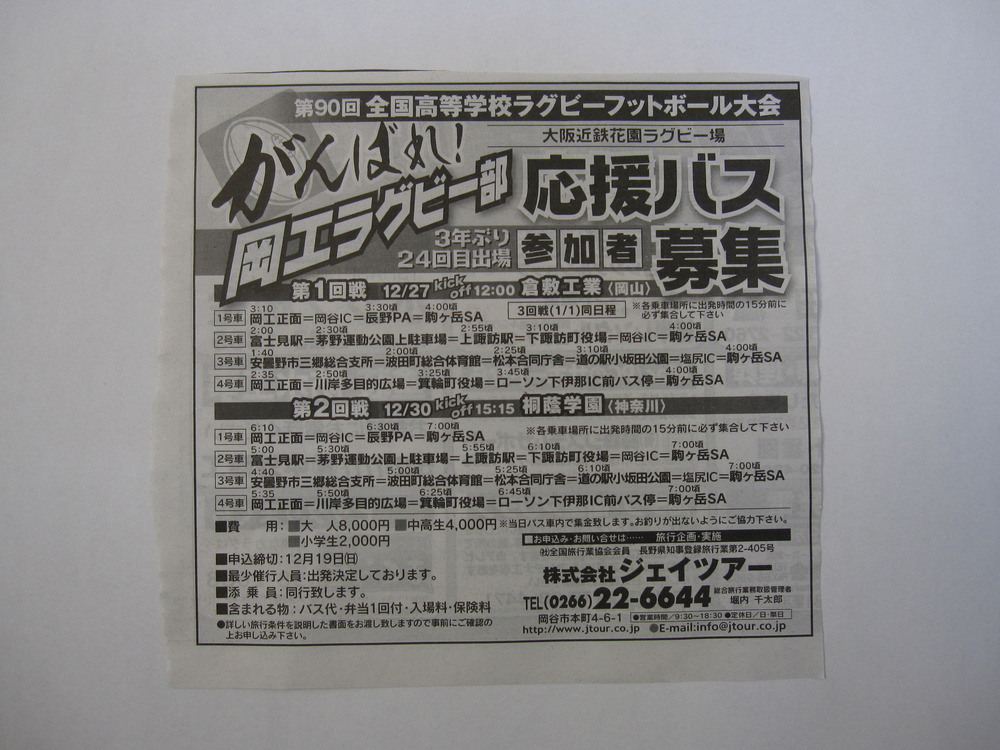 第90回 全国高等学校ラグビーフットボール大会
大阪近鉄花園ラグビー場
がんばれ!
岡工ラグビー部
応援バス
3年ぶり
24回目出場
参加者
募集
第1回戦 12/27 kick off 12:00 倉敷工業〈岡山〉
3回戦(1/1)同日程
※各乗車場所に出発時間の15分前に
必ず集合して下さい
3:10 3:30頃 4:00頃
1号車 岡工正面=岡谷IC=辰野PA=駒ヶ岳SA
2:00 2:30頃 2:55頃 3:10頃 4:00頃
2号車 富士見駅=茅野運動公園上駐車場=上諏訪駅=下諏訪町役場=岡谷IC=駒ヶ岳SA
1:40 2:00頃 2:25頃 3:10頃 4:00頃
3号車 安曇野市三郷総合支所=波田町総合体育館=松本合同庁舎=道の駅小坂田公園=塩尻IC=駒ヶ岳SA
2:35 2:50頃 3:25頃 3:45頃 4:00頃
4号車 岡工正面=川岸多目的広場=箕輪町役場=ローソン下伊那IC前バス停=駒ヶ岳SA
第2回戦 12/30 kick off 15:15 桐蔭学園〈神奈川〉
6:10 6:30頃 7:00頃
1号車 岡工正面=岡谷IC=辰野PA=駒ヶ岳SA
※各乗車場所に出発時間の15分前に必ず集合して下さい
5:00 5:30頃 5:55頃 6:10頃 7:00頃
2号車 富士見駅=茅野運動公園上駐車場=上諏訪駅=下諏訪町役場=岡谷IC=駒ヶ岳SA
4:40 5:00頃 5:25頃 6:10頃 7:00頃
3号車 安曇野市三郷総合支所=波田町総合体育館=松本合同庁舎=道の駅小坂田公園=塩尻IC=駒ヶ岳SA
5:35 5:50頃 6:25頃 6:45頃 7:00頃
4号車 岡工正面=川岸多目的広場=箕輪町役場=ローソン下伊那IC前バス停=駒ヶ岳SA
■費 用:■大 人8,000円 ■中高生4,000円 ※当日バス車内で集金致します。お釣りが出ないようにご協力下さい。
■小学生2,000円
■申込締切:12月19日(日)
■最少催行人員:出発決定しております。
■添 乗 員:同行致します。
■含まれる物:バス代・弁当1回付・入場料・保険料
●詳しい旅行条件を説明した書面をお渡し致しますので事前にご確認の
上お申し込み下さい。
■お申込み・お問い合せは…… 旅行企画・実施
㈳全国旅行業協会会員 長野県知事登録旅行業第2-405号
株式会社 ジェイツアー
TEL(0266)22-6644
総合旅行業務取扱管理者
堀内 千太郎
岡谷市本町4-6-1 ●営業時間/9:30~18:30 ●定休日/日・祭日
http://www.jtour.co.jp ●E-mail:info@jtour.co.jp